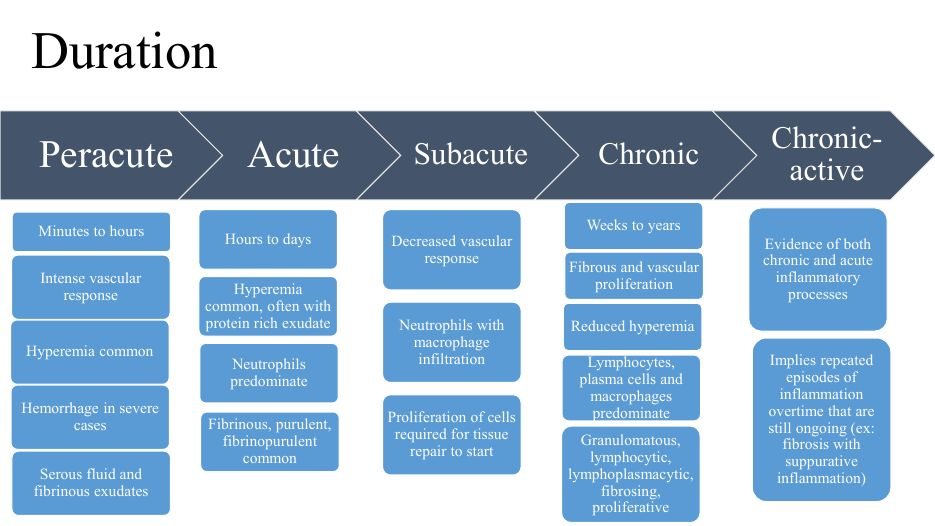 Duration
Peracute
Acute
Subacute
Chronic
Chronic-
active
Minutes to hours
Intense vascular
response
Hyperemia common
Hemorrhage in severe
cases
Serous fluid and
fibrinous exudates
Hours to days
Hyperemia
common, often with
protein rich exudate
Neutrophils
predominate
Fibrinous, purulent,
fibrinopurulent
common
Decreased vascular
response
Neutrophils with
macrophage
infiltration
Proliferation of cells
required for tissue
repair to start
Weeks to years
Fibrous and vascular
proliferation
Reduced hyperemia
Lymphocytes,
plasma cells and
macrophages
predominate
Granulomatous,
lymphocytic,
lymphoplasmacytic,
fibrosing,
proliferative
Evidence of both
chronic and acute
inflammatory
processes
Implies repeated
episodes of
inflammation
overtime that are
still ongoing (ex:
fibrosis with
suppurative
inflammation)